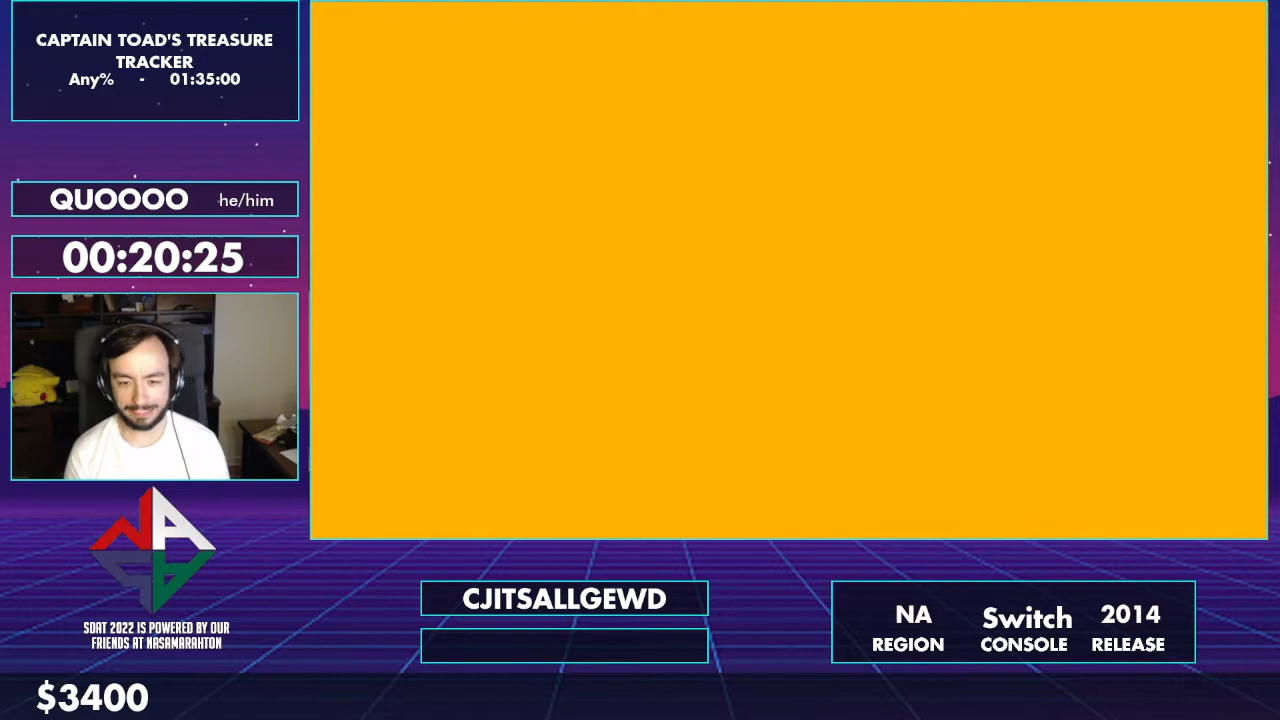 CAPTAIN TOAD'S TREASURE
TRACKER
Any% - 01:35:00
QUOOOO he/him
00:20:25
NASA
SDAT 2022 IS POWERED BY OUR
FRIENDS AT NASAMARAHTON
CJITSALLGEWD
NA Switch 2014
REGION CONSOLE RELEASE
$3400